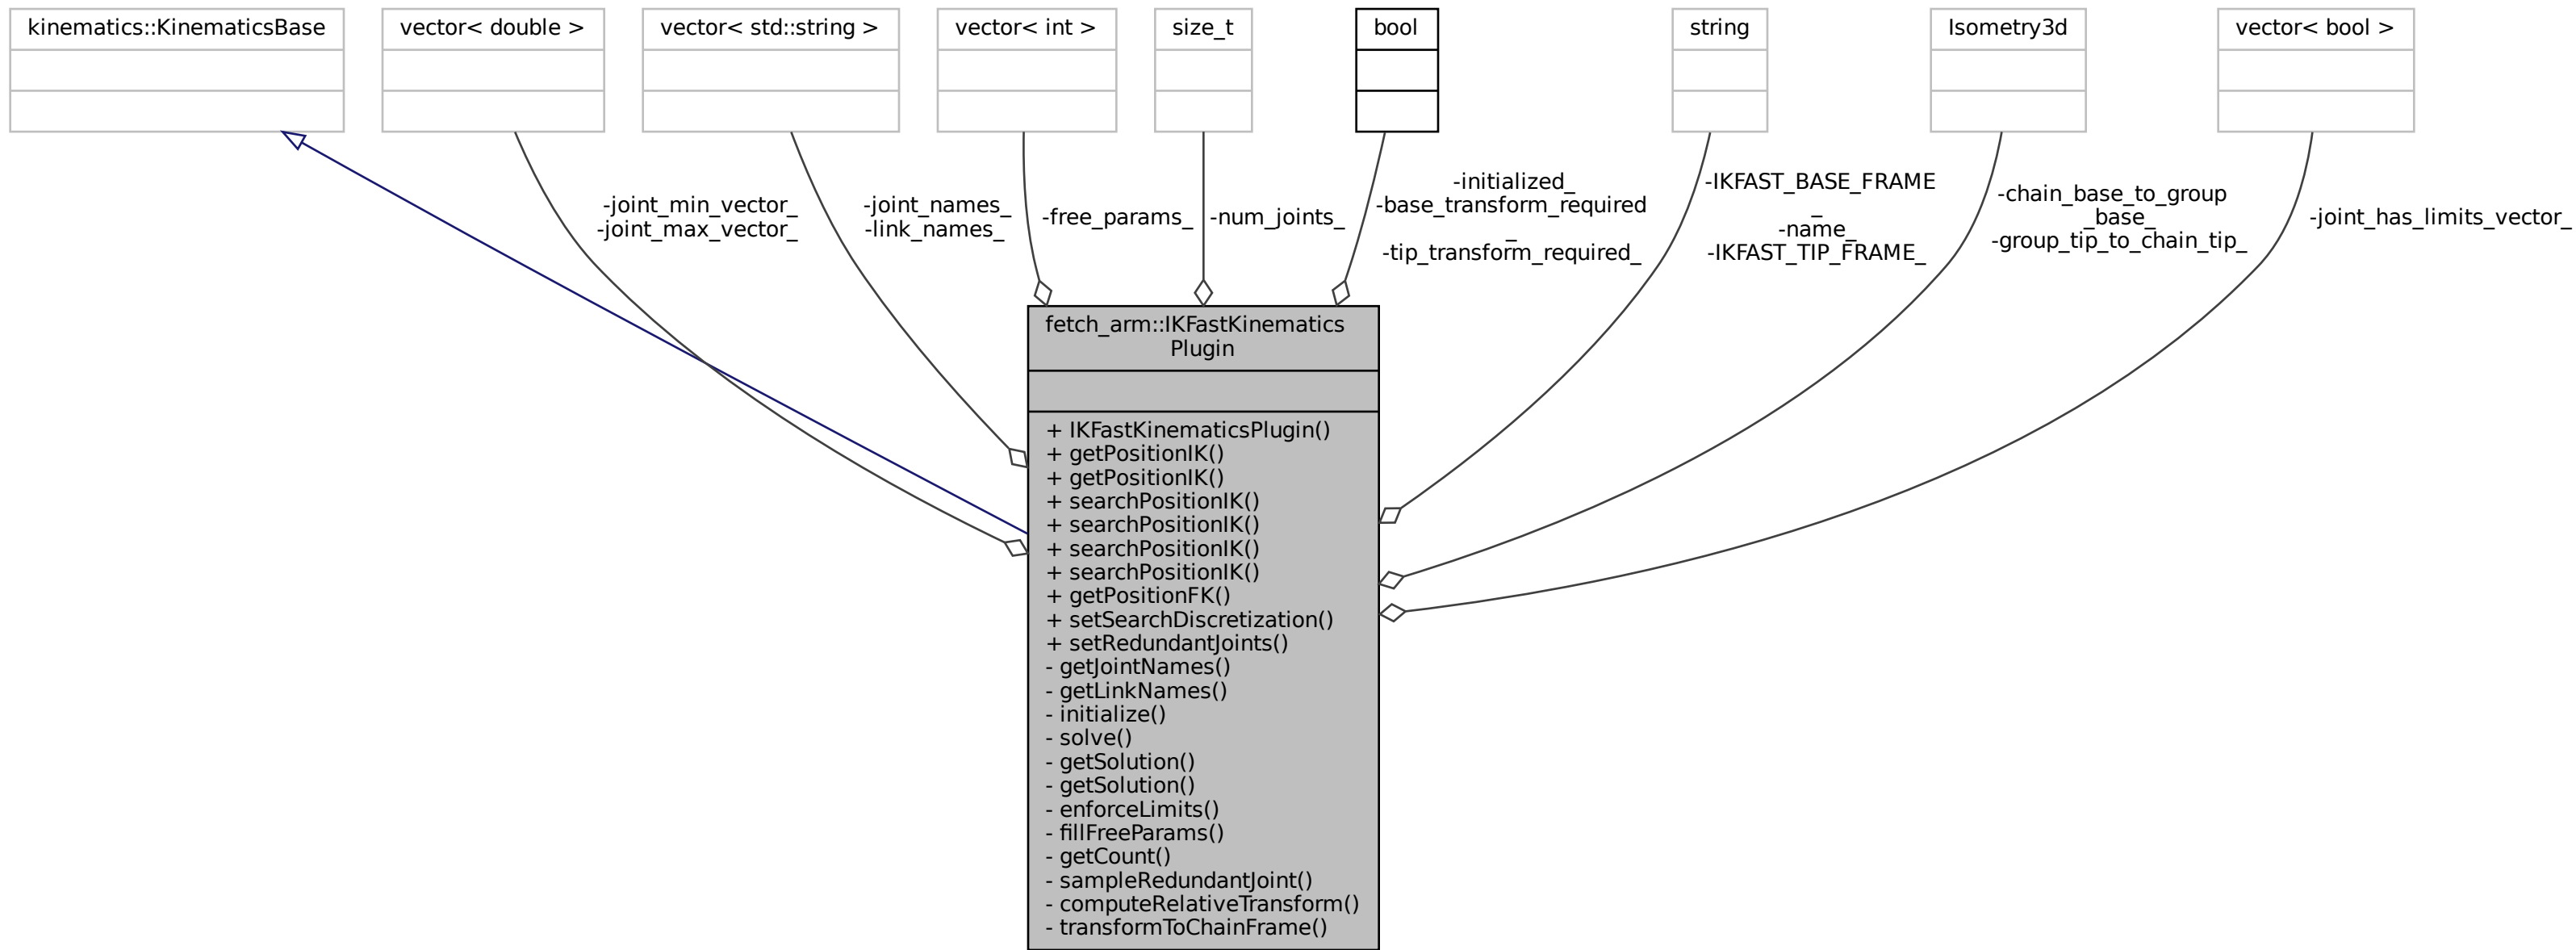 kinematics::KinematicsBase
vector< double >
vector< std::string >
vector< int >
size_t
bool
string
Isometry3d
vector< bool >
-joint_min_vector_
-joint_max_vector_
-joint_names_
-link_names_
-free_params_
-num_joints_
-initialized_
-base_transform_required
_
-tip_transform_required_
-IKFAST_BASE_FRAME
_
-name_
-IKFAST_TIP_FRAME_
-chain_base_to_group
_base_
-group_tip_to_chain_tip_
-joint_has_limits_vector_
fetch_arm::IKFastKinematics
Plugin
+ IKFastKinematicsPlugin()
+ getPositionIK()
+ getPositionIK()
+ searchPositionIK()
+ searchPositionIK()
+ searchPositionIK()
+ searchPositionIK()
+ getPositionFK()
+ setSearchDiscretization()
+ setRedundantJoints()
- getJointNames()
- getLinkNames()
- initialize()
- solve()
- getSolution()
- getSolution()
- enforceLimits()
- fillFreeParams()
- getCount()
- sampleRedundantJoint()
- computeRelativeTransform()
- transformToChainFrame()